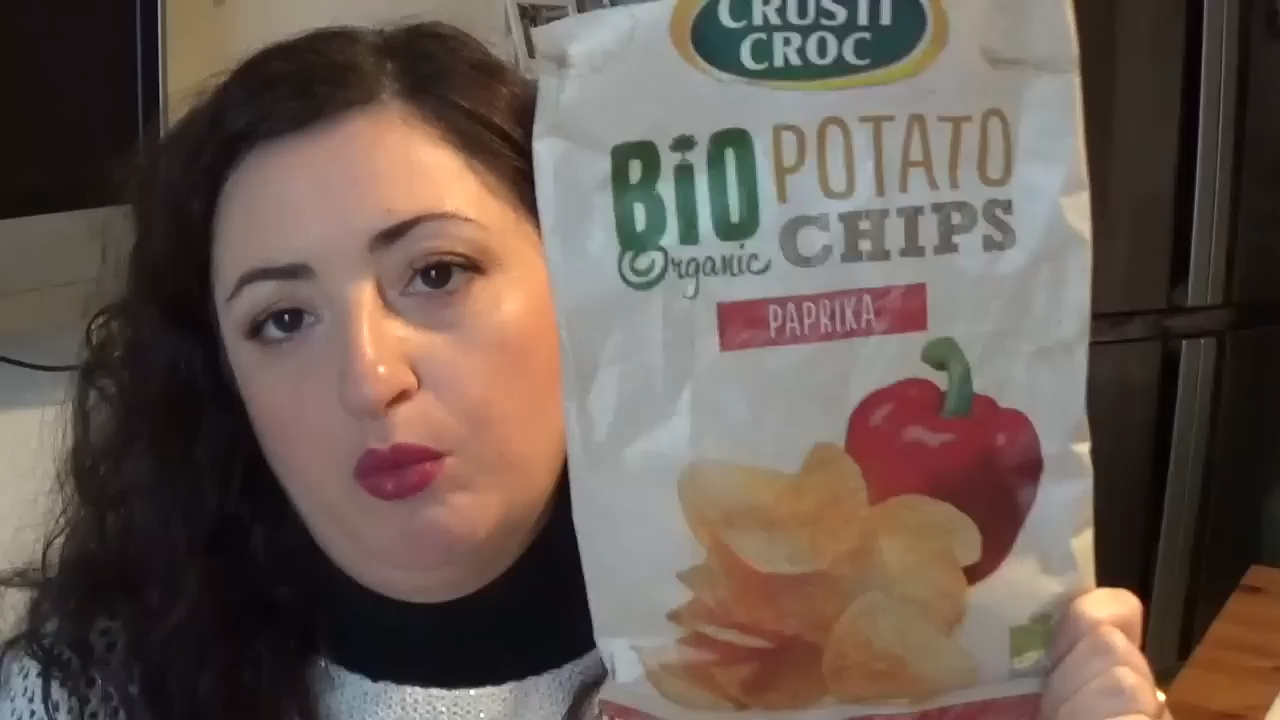 CRUSTI
CROC
BIO POTATO
Organic CHIPS
PAPRIKA